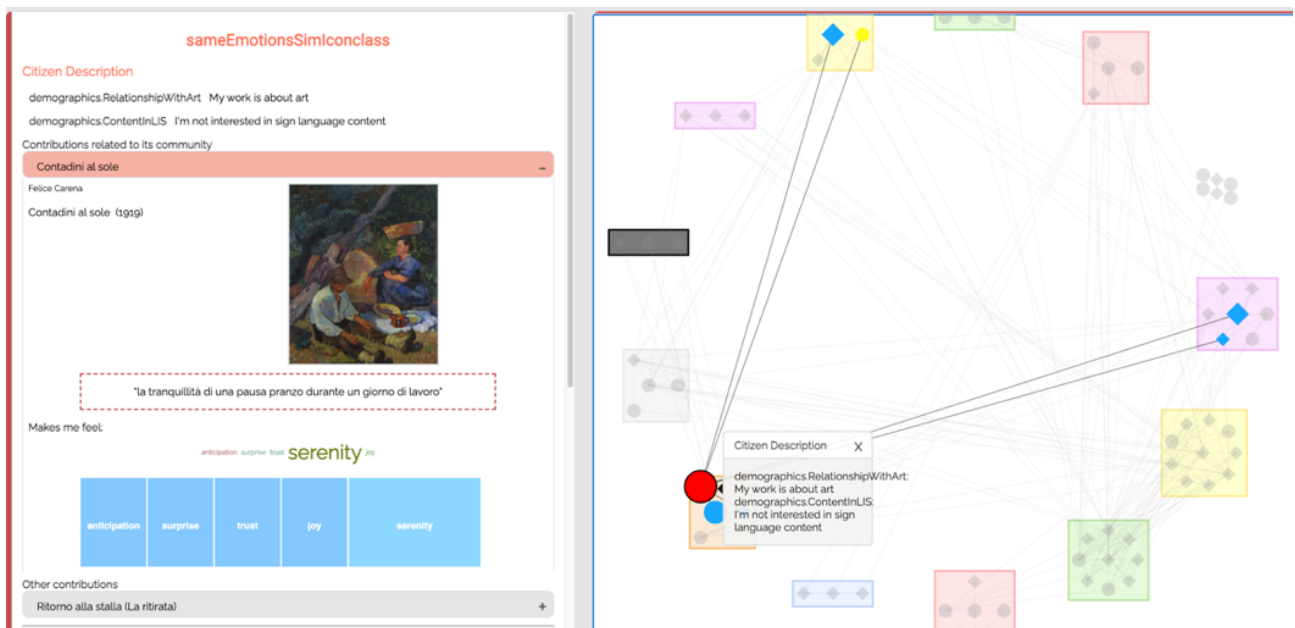 sameEmotionsSimIconclass
Citizen Description
demographics.RelationshipWithArt My work is about art
demographics.ContentInLIS I'm not interested in sign language content
Contributions related to its community
Contadini al sole –
Felice Carena
Contadini al sole (1919)
"la tranquillità di una pausa pranzo durante un giorno di lavoro"
Makes me feel:
anticipation surprise trust serenity joy
anticipation surprise trust joy serenity
Other contributions
Ritorno alla stalla (La ritirata) +
Citizen Description X
demographics.RelationshipWithArt:
My work is about art
demographics.ContentInLIS:
I'm not interested in sign
language content